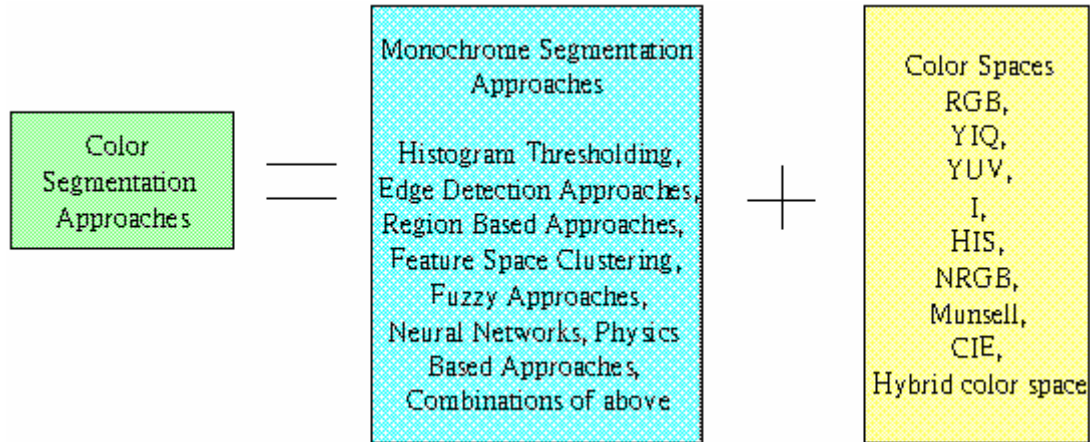 Color
Segmentation
Approaches
Monochrome Segmentation
Approaches
Histogram Thresholding,
Edge Detection Approaches,
Region Based Approaches,
Feature Space Clustering,
Fuzzy Approaches,
Neural Networks, Physics
Based Approaches,
Combinations of above
Color Spaces
RGB,
YIQ,
YUV,
I,
HIS,
NRGB,
Munsell,
CIE,
Hybrid color space